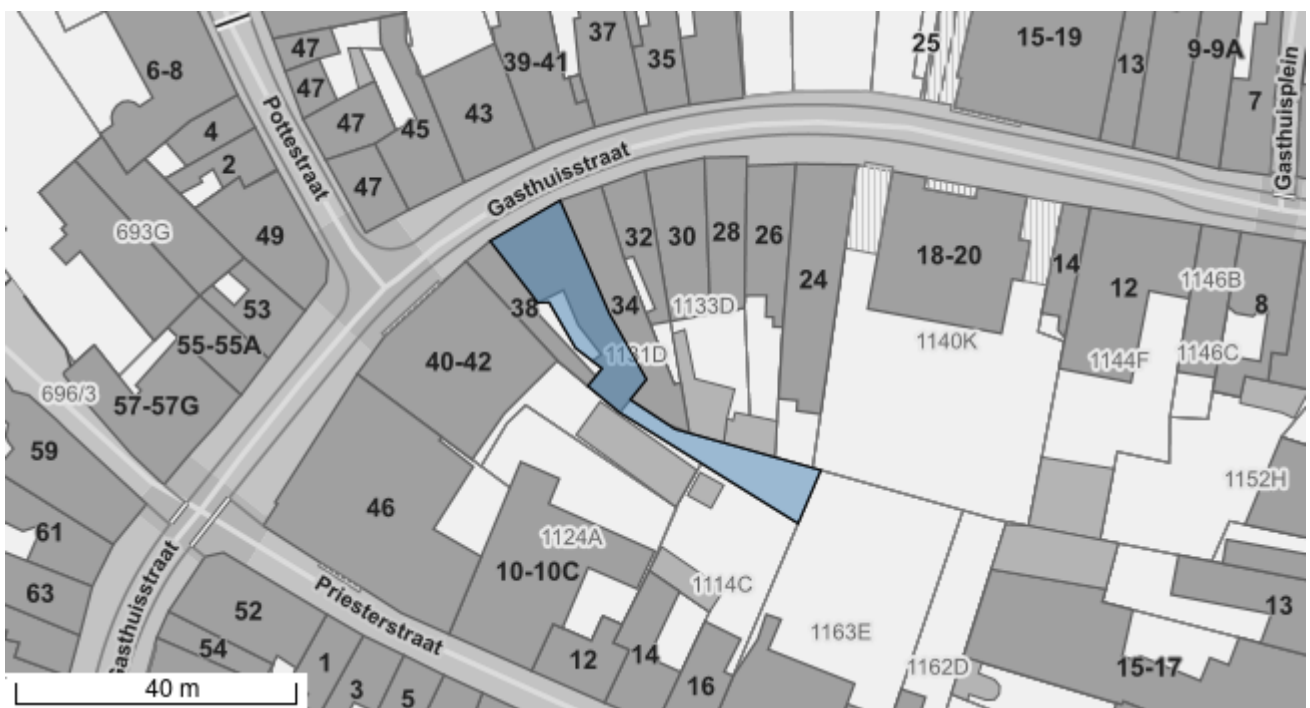 37
47
39-41
35
25
15-19
9-9A
6-8
13
47
43
7
Gasthuisplein
4
Pottestraat
47
45
2
Gasthuisstraat
47
693G
49
32
30
28
26
24
18-20
14
12
1146B
8
53
38
34
1133D
55-55A
1131D
1140K
40-42
1144F
1146C
696/3
57-57G
59
1152H
46
61
1124A
10-10C
1114C
63
Gasthuisstraat
Priesterstraat
52
13
54
1163E
1
12
14
15-17
1162D
40 m
3
5
16